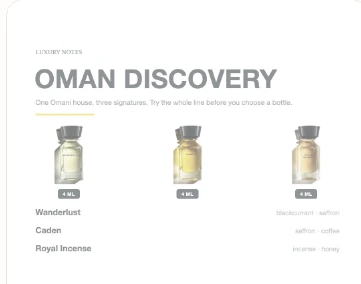 LUXURY NOTES
OMAN DISCOVERY
One Omani house, three signatures. Try the whole line before you choose a bottle.
4 ML 4 ML 4 ML
Wanderlust blackcurrant · saffron
Caden saffron · coffee
Royal Incense incense · honey